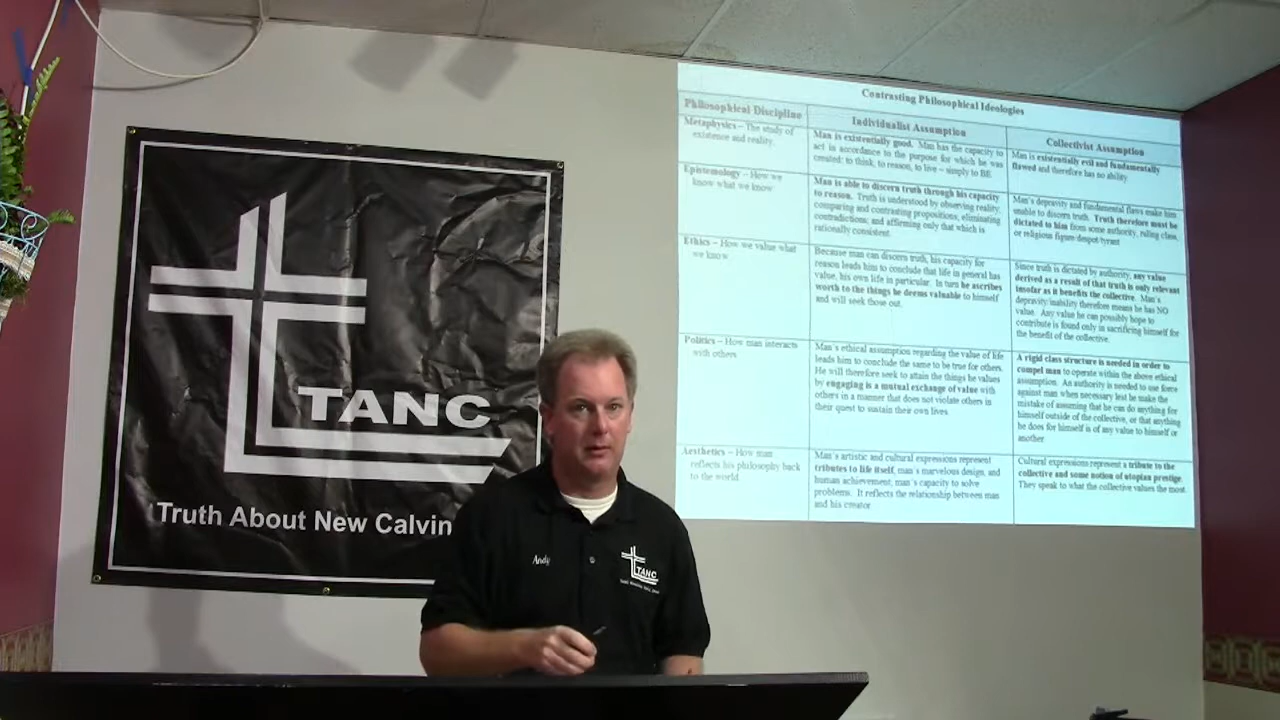 TANC
Truth About New Calvin
Andy
TANC
Contrasting Philosophical Ideologies
Philosophical Discipline
Individualist Assumption
Collectivist Assumption
Metaphysics – The study of
existence and reality.
Man is existentially good. Man has the capacity to
act in accordance to the purpose for which he was
created: to think, to reason, to live – simply to BE
Man is existentially evil and fundamentally
flawed and therefore has no ability
Epistemology – How we
know what we know
Man is able to discern truth through his capacity
to reason. Truth is understood by observing reality,
comparing and contrasting propositions, eliminating
contradictions, and affirming only that which is
rationally consistent.
Man's depravity and fundamental flaws make him
unable to discern truth. Truth therefore must be
dictated to him from some authority, ruling class,
or religious figure/despot/tyrant
Ethics – How we value what
we know
Because man can discern truth, his capacity for
reason leads him to conclude that life in general has
value, his own life in particular. In turn he ascribes
worth to the things he deems valuable to himself
and will seek those out.
Since truth is dictated by authority, any value
derived as a result of that truth is only relevant
insofar as it benefits the collective. Man's
depravity/inability therefore means he has NO
value. Any value he can possibly hope to
contribute is found only in sacrificing himself for
the benefit of the collective.
Politics – How man interacts
with others
Man's ethical assumption regarding the value of life
leads him to conclude the same to be true for others.
He will therefore seek to attain the things he values
by engaging is a mutual exchange of value with
others in a manner that does not violate others in
their quest to sustain their own lives.
A rigid class structure is needed in order to
compel man to operate within the above ethical
assumption. An authority is needed to use force
against man when necessary lest he make the
mistake of assuming that he can do anything for
himself outside of the collective, or that anything
he does for himself is of any value to himself or
another
Aesthetics – How man
reflects his philosophy back
to the world
Man's artistic and cultural expressions represent
tributes to life itself, man's marvelous design, and
human achievement, man's capacity to solve
problems. It reflects the relationship between man
and his creator
Cultural expressions represent a tribute to the
collective and some notion of utopian prestige.
They speak to what the collective values the most.